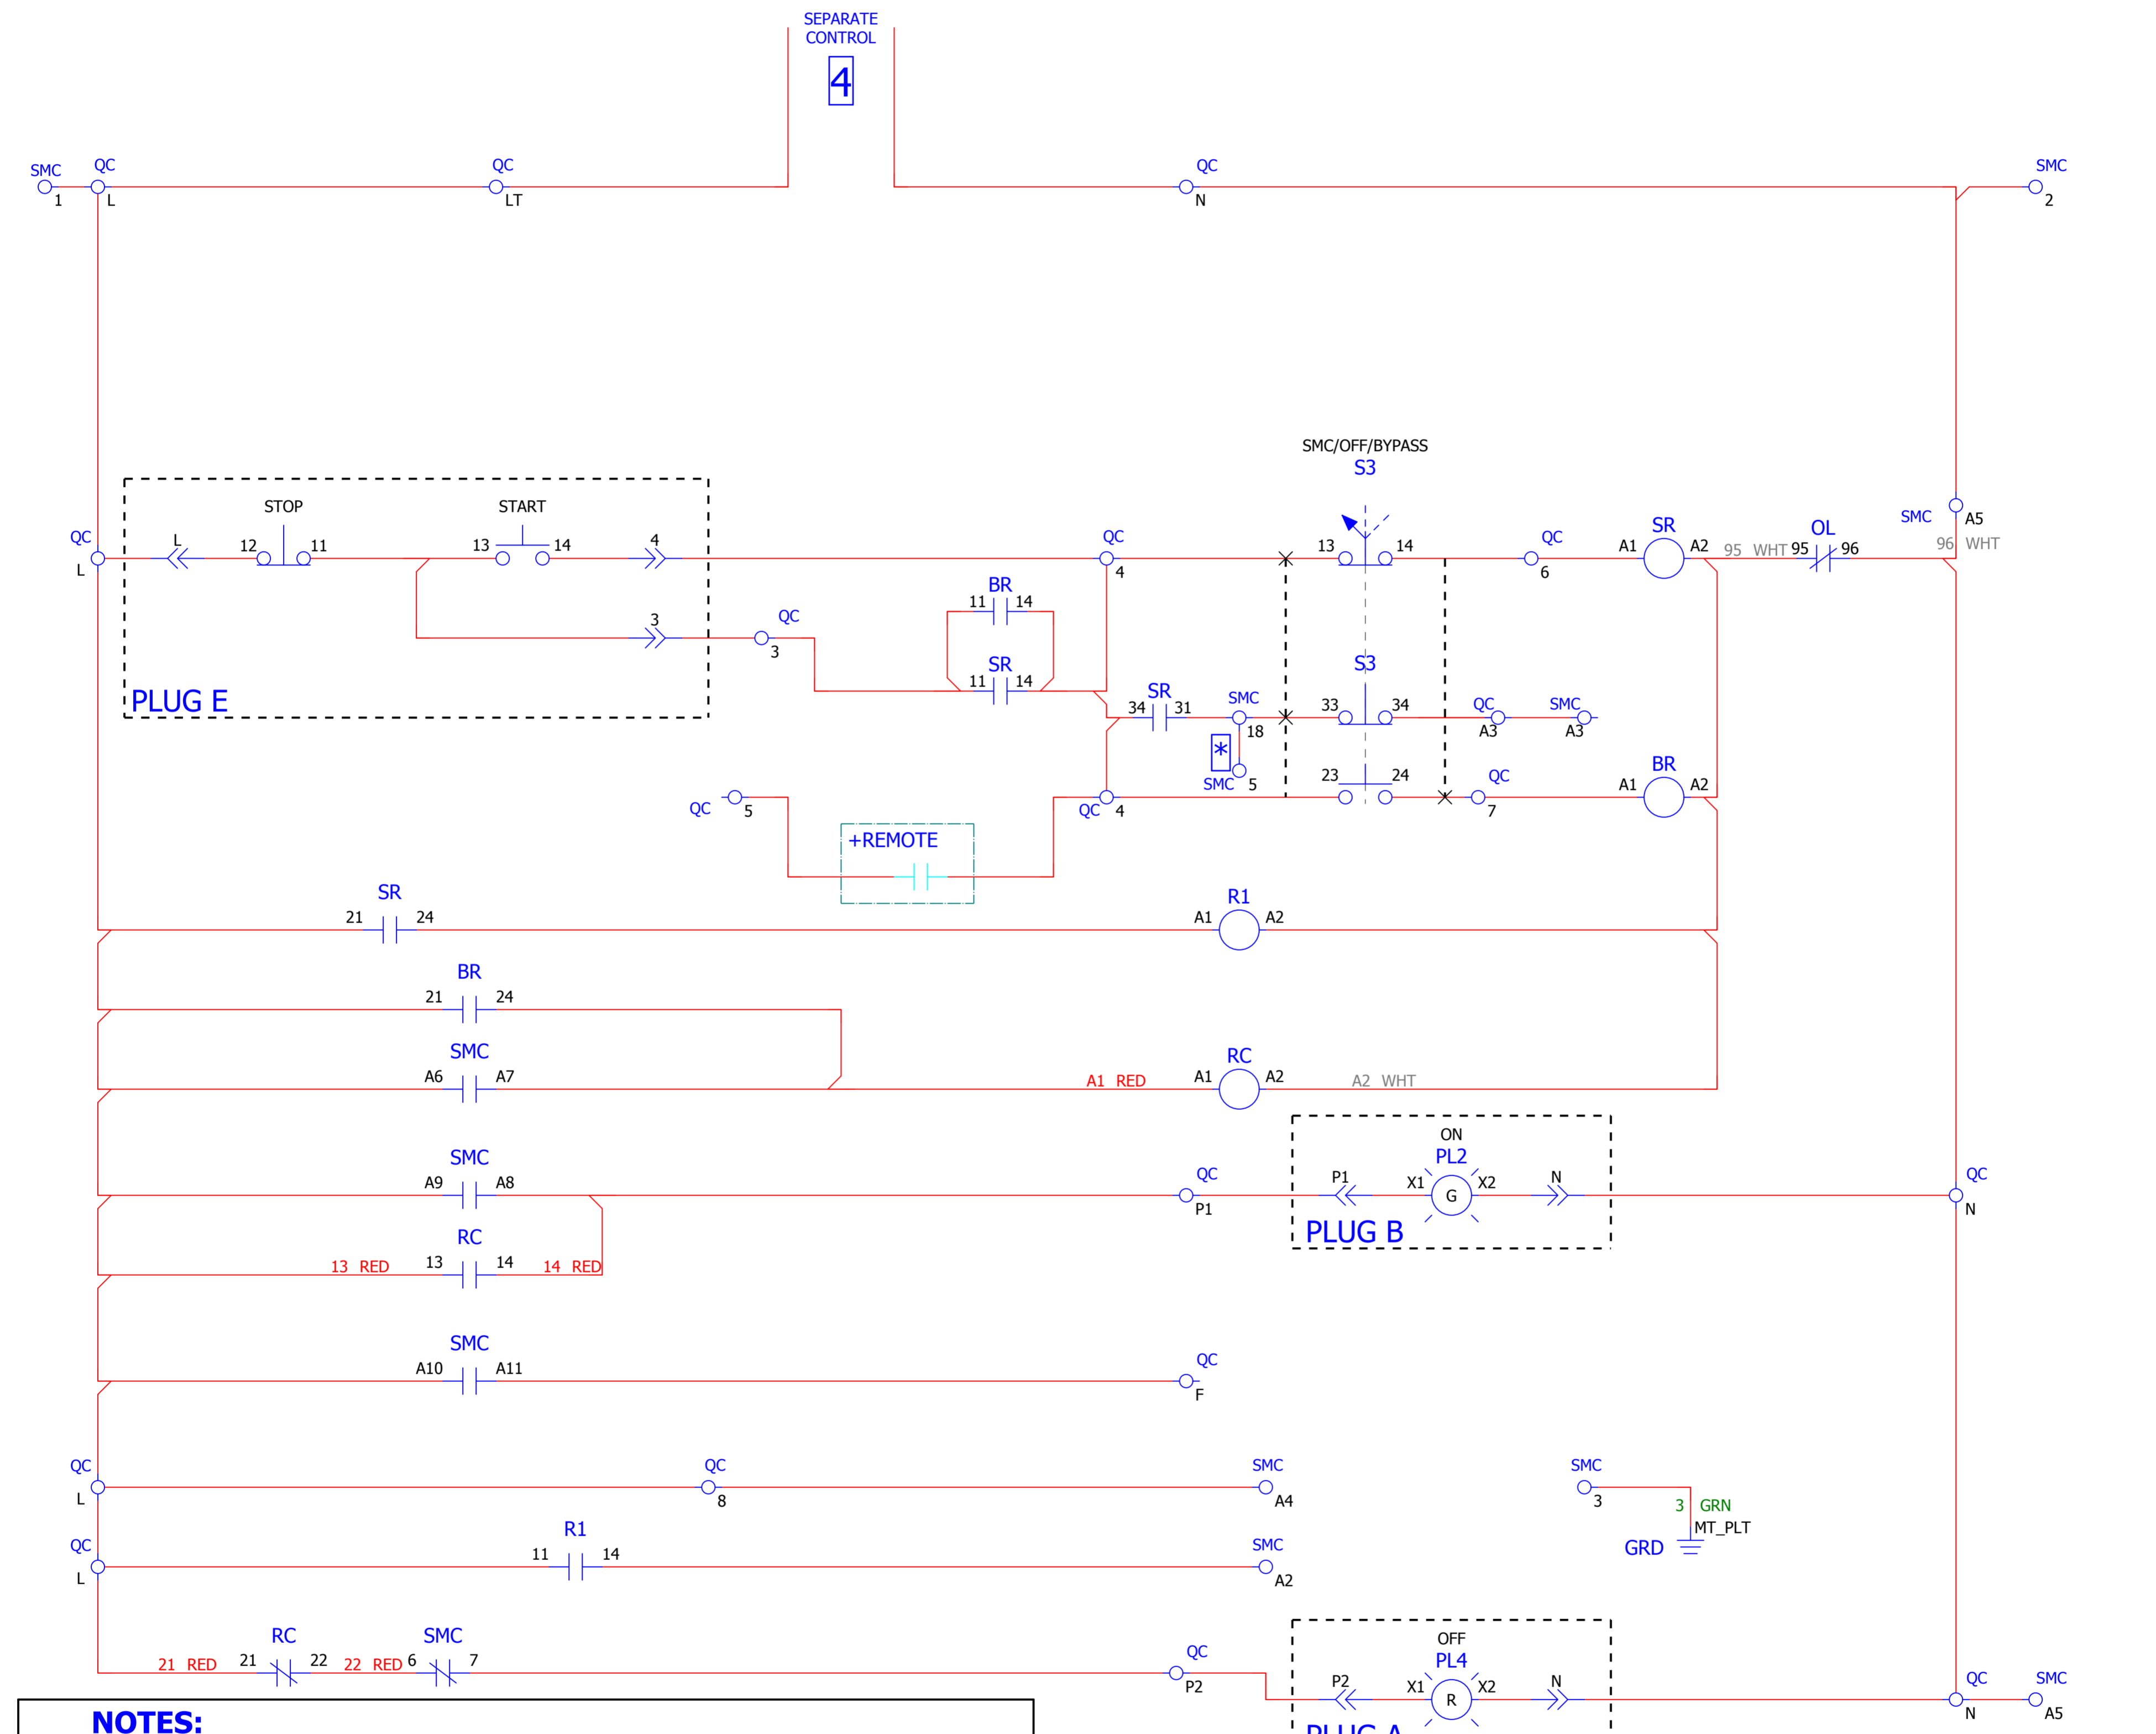 SEPARATE
CONTROL
4
SMC
1
QC
L
QC
LT
QC
N
SMC
2
SMC/OFF/BYPASS
S3
STOP
START
QC
L
L
12
11
13
14
4
QC
4
13
14
QC
6
SR
A1
A2
95 WHT
95
OL
96
SMC
A5
96 WHT
BR
11
14
3
QC
3
SR
11
14
PLUG E
SR
34
31
SMC
18
*
SMC
5
S3
33
34
QC
A3
SMC
A3
QC
5
QC
4
23
24
QC
7
BR
A1
A2
+REMOTE
SR
21
24
R1
A1
A2
BR
21
24
SMC
A6
A7
A1 RED
RC
A1
A2
A2 WHT
SMC
A9
A8
QC
P1
ON
PL2
P1
X1
G
X2
N
PLUG B
QC
N
RC
13 RED
13
14
14 RED
SMC
A10
A11
QC
F
QC
L
QC
8
SMC
A4
SMC
3
3 GRN
MT_PLT
GRD
QC
L
R1
11
14
SMC
A2
RC
21 RED
21
22
22 RED
SMC
6
7
QC
P2
OFF
PL4
P2
X1
R
X2
N
PLUG A
QC
N
SMC
A5
NOTES: